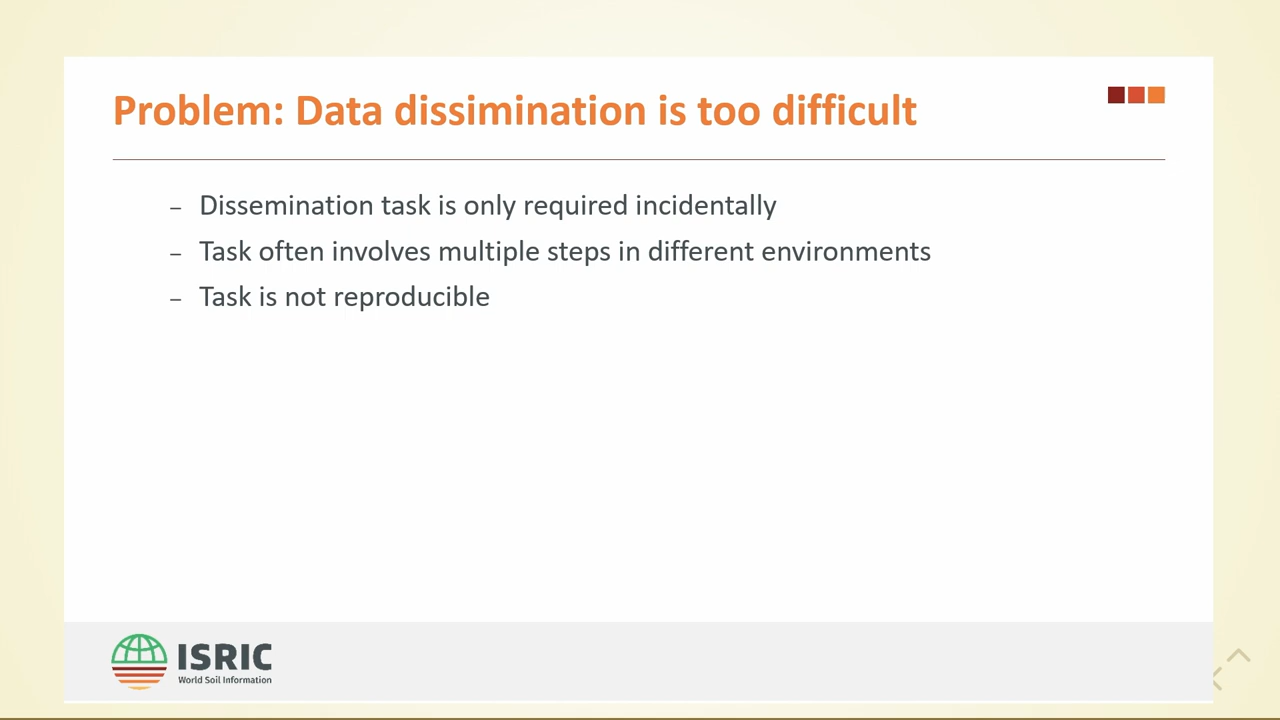 Problem: Data dissimination is too difficult
– Dissemination task is only required incidentally
– Task often involves multiple steps in different environments
– Task is not reproducible
ISRIC
World Soil Information